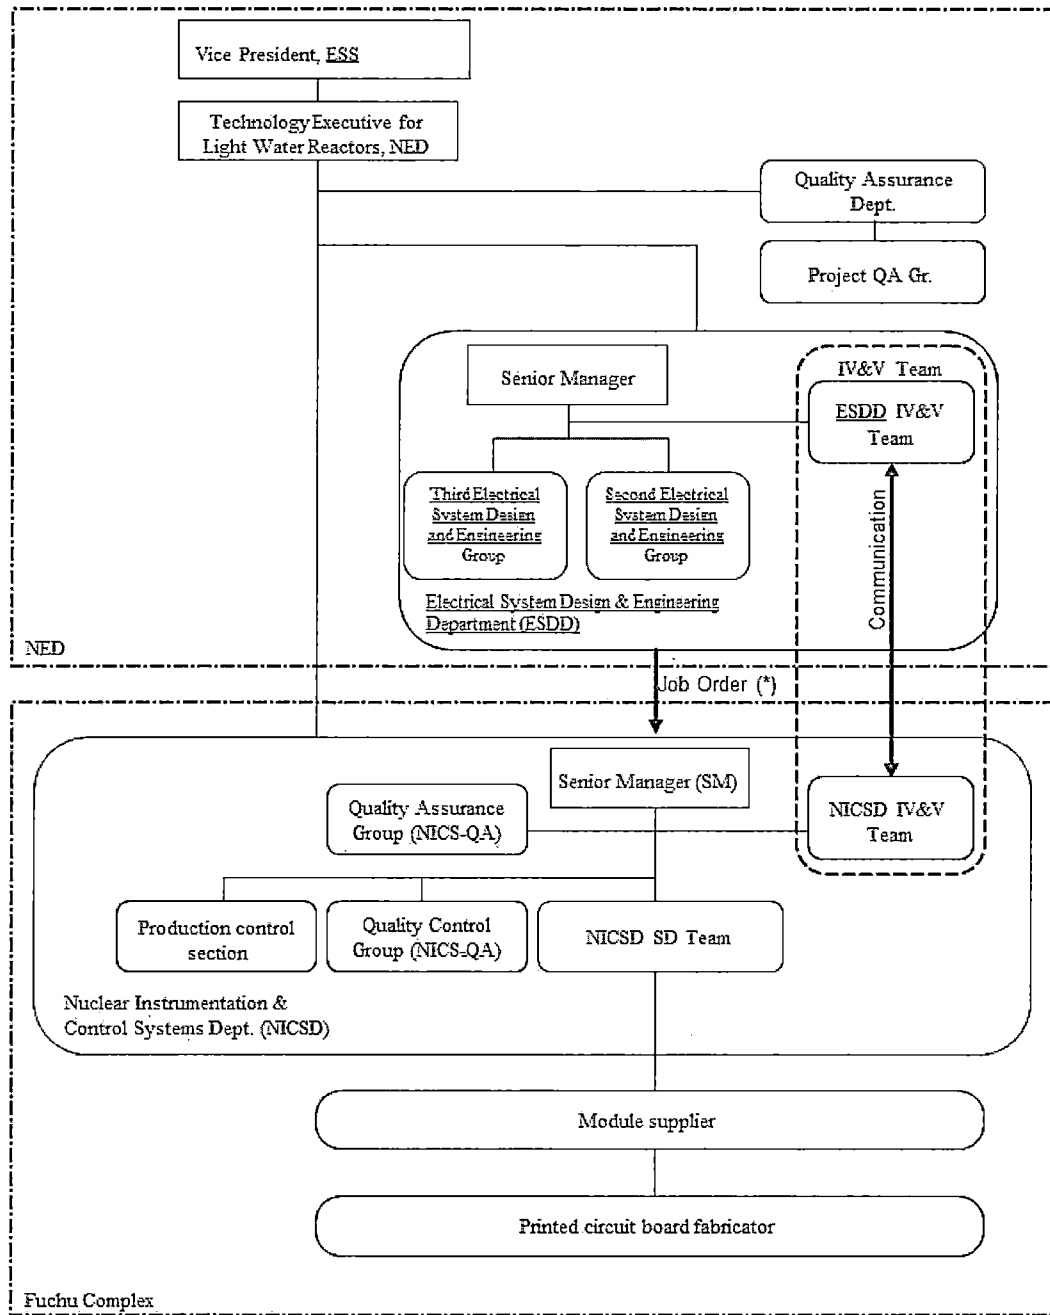 Vice President, ESS
Technology Executive for
Light Water Reactors, NED
Quality Assurance
Dept.
Project QA Gr.
Senior Manager
IV&V Team
ESDD IV&V
Team
Third Electrical
System Design
and Engineering
Group
Second Electrical
System Design
and Engineering
Group
Communication
Electrical System Design & Engineering
Department (ESDD)
NED
Job Order (*)
Senior Manager (SM)
Quality Assurance
Group (NICS-QA)
NICSD IV&V
Team
Production control
section
Quality Control
Group (NICS-QA)
NICSD SD Team
Nuclear Instrumentation &
Control Systems Dept. (NICSD)
Module supplier
Printed circuit board fabricator
Fuchu Complex